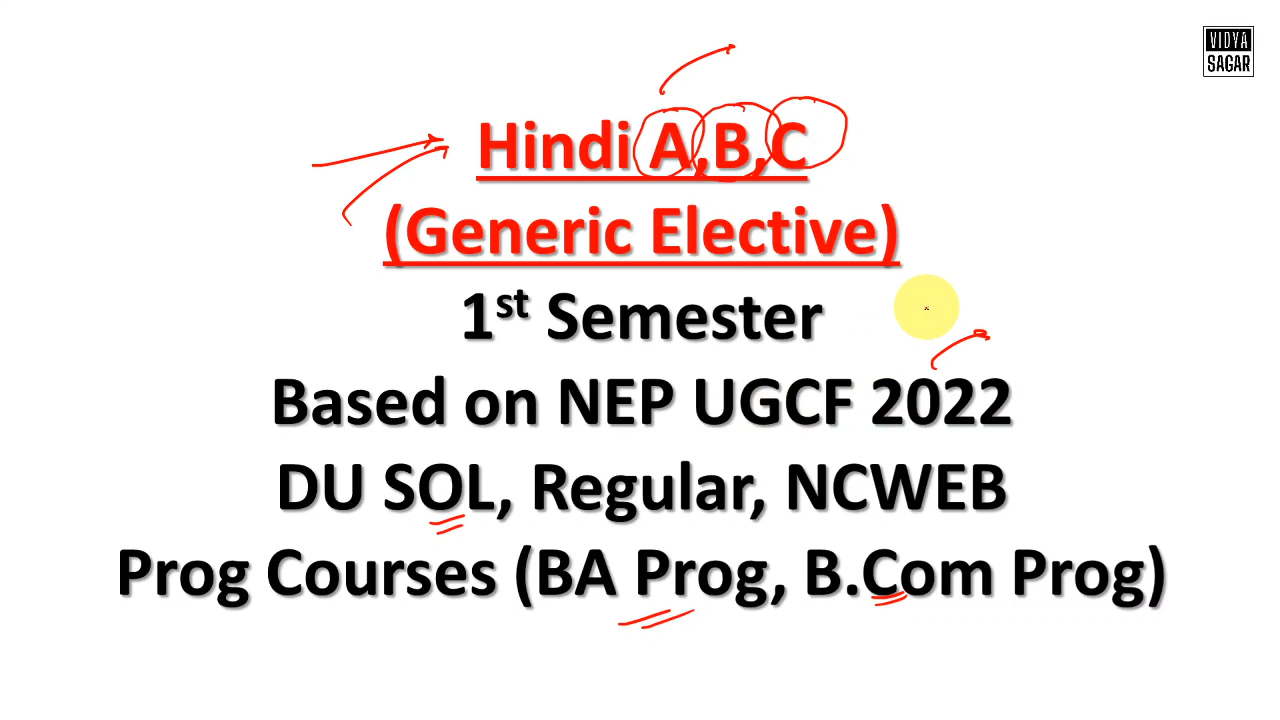 VIDYA
SAGAR
Hindi A,B,C
(Generic Elective)
1st Semester
Based on NEP UGCF 2022
DU SOL, Regular, NCWEB
Prog Courses (BA Prog, B.Com Prog)